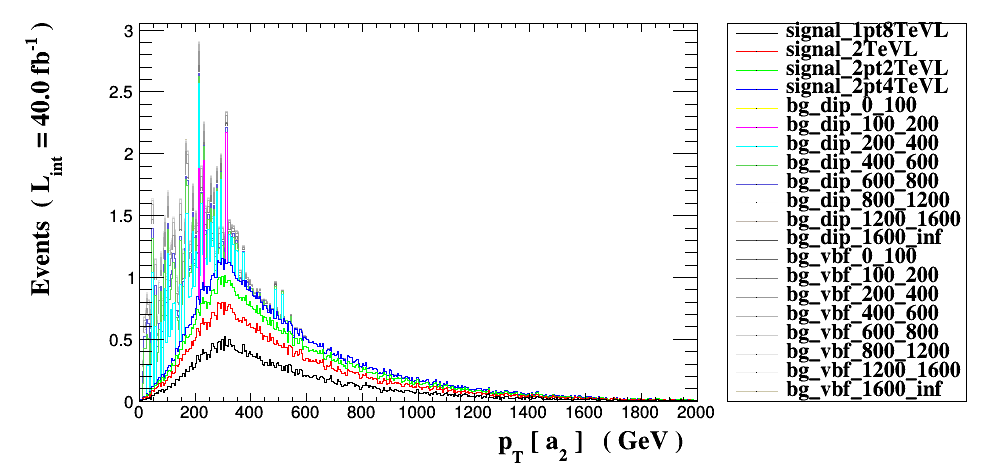 Events ( L_int = 40.0 fb⁻¹ )
3
2.5
2
1.5
1
0.5
0
0 200 400 600 800 1000 1200 1400 1600 1800 2000
p_T [ a_2 ] ( GeV )
signal_1pt8TeVL
signal_2TeVL
signal_2pt2TeVL
signal_2pt4TeVL
bg_dip_0_100
bg_dip_100_200
bg_dip_200_400
bg_dip_400_600
bg_dip_600_800
bg_dip_800_1200
bg_dip_1200_1600
bg_dip_1600_inf
bg_vbf_0_100
bg_vbf_100_200
bg_vbf_200_400
bg_vbf_400_600
bg_vbf_600_800
bg_vbf_800_1200
bg_vbf_1200_1600
bg_vbf_1600_inf